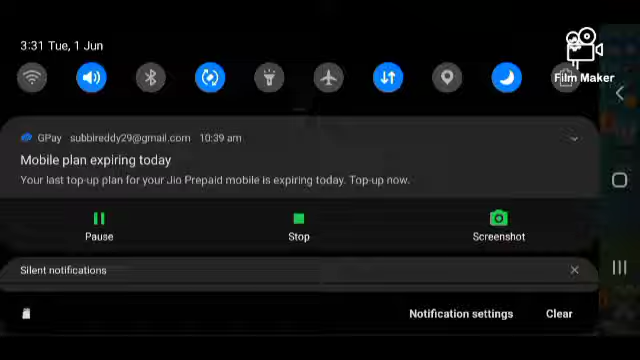 3:31 Tue, 1 Jun
Film Maker
GPay subbireddy29@gmail.com 10:39 am
Mobile plan expiring today
Your last top-up plan for your Jio Prepaid mobile is expiring today. Top-up now.
Pause Stop Screenshot
Silent notifications
Notification settings Clear